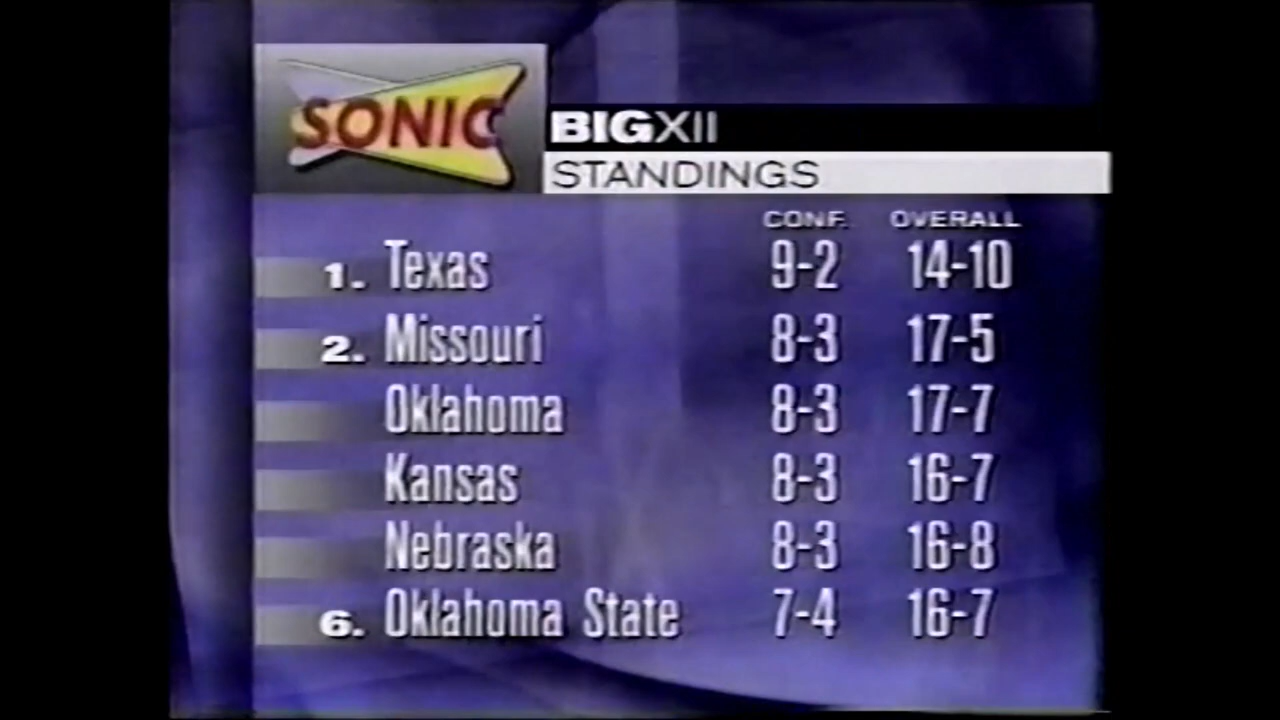 SONIC
BIGXII
STANDINGS
CONF. OVERALL
1. Texas 9-2 14-10
2. Missouri 8-3 17-5
Oklahoma 8-3 17-7
Kansas 8-3 16-7
Nebraska 8-3 16-8
6. Oklahoma State 7-4 16-7